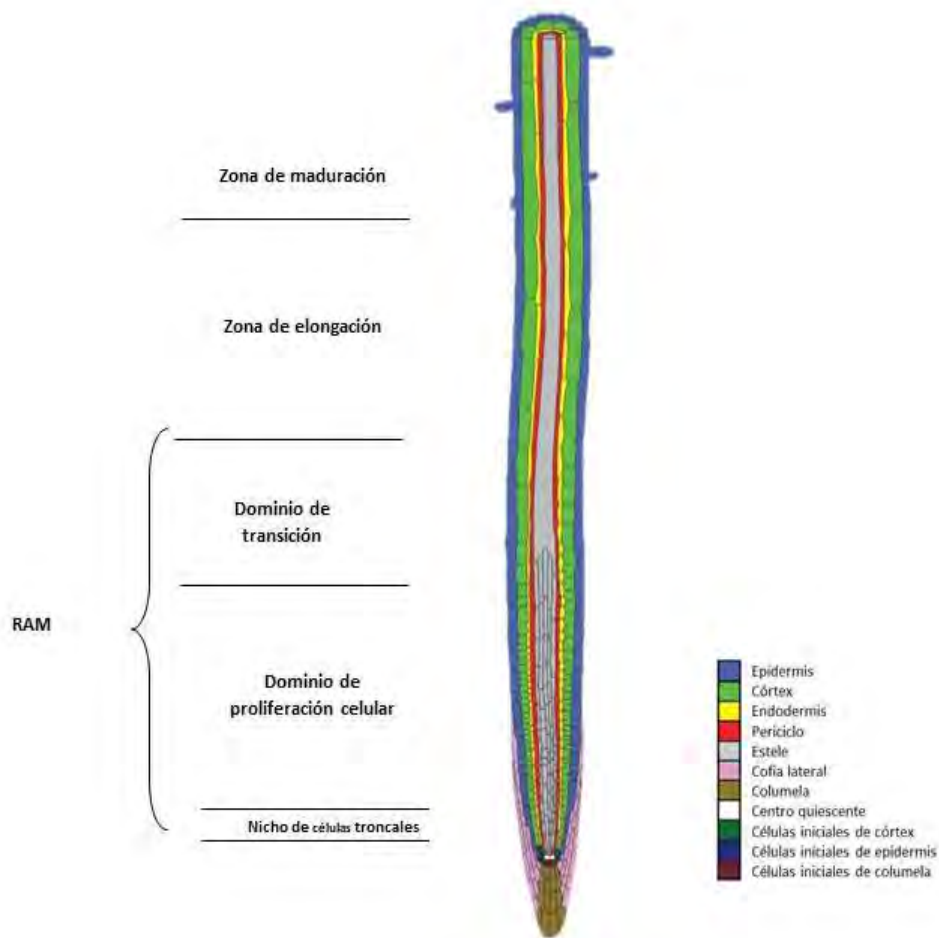 Zona de maduración
Zona de elongación
Dominio de
transición
RAM
Dominio de
proliferación celular
Nicho de células troncales
Epidermis
Córtex
Endodermis
Periciclo
Estele
Cofia lateral
Columela
Centro quiescente
Células iniciales de córtex
Células iniciales de epidermis
Células iniciales de columela